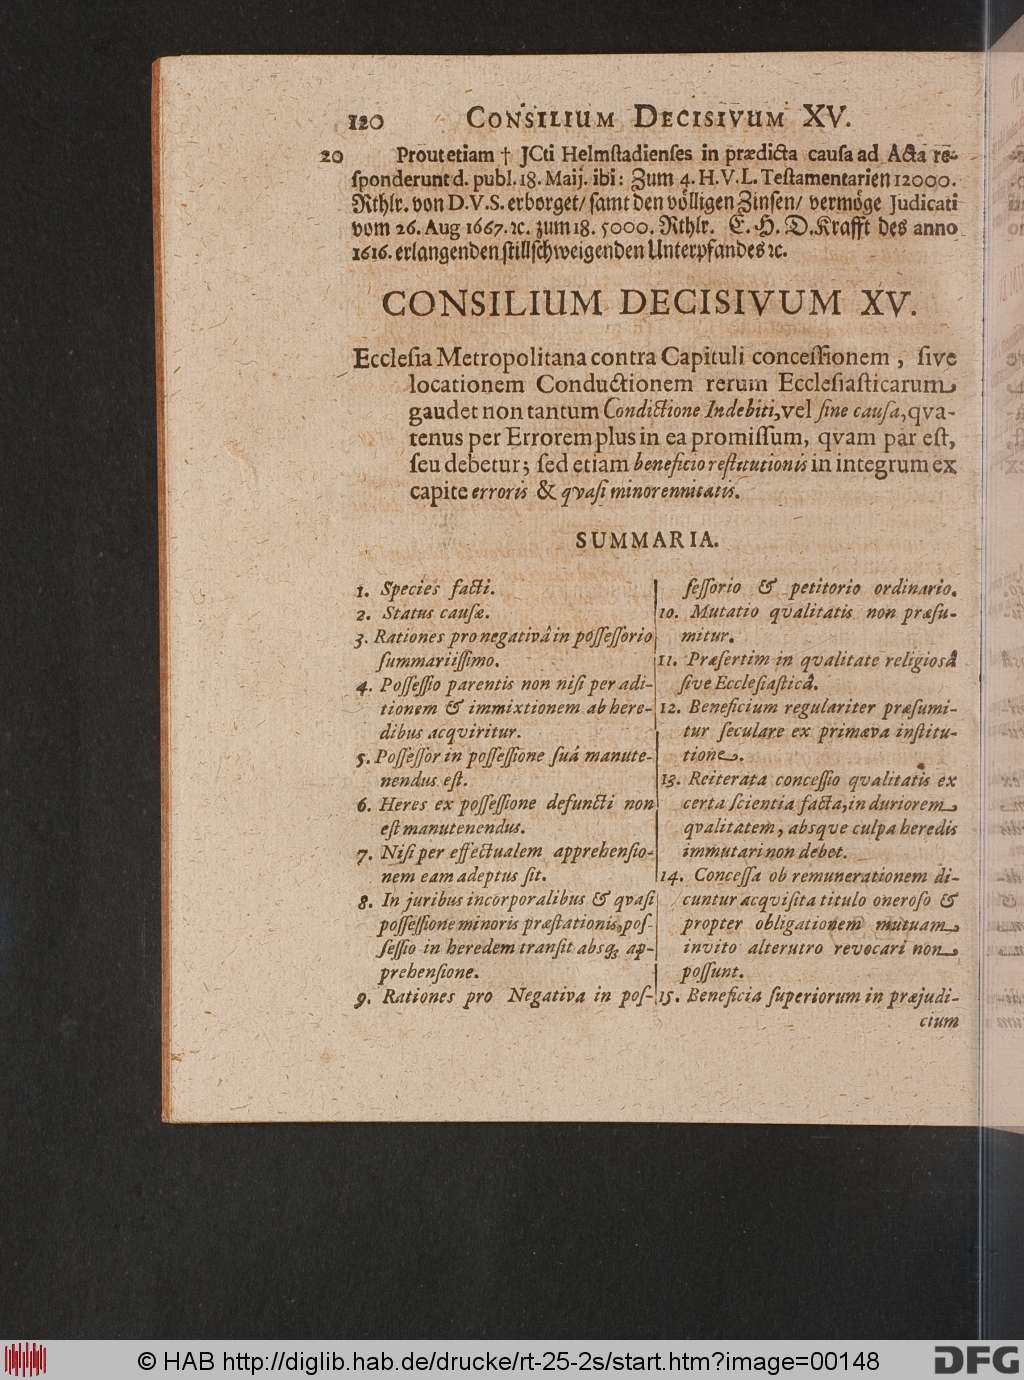 120 CONSILIUM DECISIVUM XV.
20 Prout etiam † JCti Helmſtadienſes in prædicta cauſa ad Acta re-
ſponderunt d. publ. 18. Maij. ibi: Zum 4. H. V. L. Teſtamentarien 12000.
Rthlr. von D. V. S. erborget/ ſamt den völligen Zinſen/ vermöge Judicati
vom 26. Aug 1667. ꝛc. zum 18. 5000. Rthlr. E. H. D. Krafft des anno
1616. erlangenden ſtillſchweigenden Unterpfandes ꝛc.
CONSILIUM DECISIVUM XV.
Eccleſia Metropolitana contra Capituli conceſſionem, ſive
locationem Conductionem rerum Eccleſiaſticarum
gaudet non tantum Condictione Indebiti, vel ſine cauſa, qva-
tenus per Errorem plus in ea promiſſum, qvam par eſt,
ſeu debetur; ſed etiam beneficio reſtitutionis in integrum ex
capite erroris & qvaſi minorennitatis.
SUMMARIA.
1. Species facti.
2. Status cauſæ.
3. Rationes pro negativâ in poſſeſſorio
ſummariiſſimo.
4. Poſſeſſio parentis non niſi per adi-
tionem & immixtionem ab here-
dibus acqviritur.
5. Poſſeſſor in poſſeſſione ſuâ manute-
nendus eſt.
6. Heres ex poſſeſſione defuncti non
eſt manutenendus.
7. Niſi per effectualem apprehenſio-
nem eam adeptus ſit.
8. In juribus incorporalibus & qvaſi
poſſeſſione minoris præſtationis, poſ-
ſeſſio in heredem tranſit absq; ap-
prehenſione.
9. Rationes pro Negativa in poſ-
ſeſſorio & petitorio ordinario.
10. Mutatio qvalitatis non præſu-
mitur.
11. Præſertim in qvalitate religioſâ
ſive Eccleſiaſticâ.
12. Beneficium regulariter præſumi-
tur ſeculare ex primæva inſtitu-
tione.
13. Reiterata conceſſio qvalitatis ex
certa ſcientia facta, in duriorem
qvalitatem, absque culpa heredis
immutari non debet.
14. Conceſſa ob remunerationem di-
cuntur acqviſita titulo oneroſo &
propter obligationem mutuam
invito alterutro revocari non
poſſunt.
15. Beneficia ſuperiorum in præjudi-
cium
© HAB http://diglib.hab.de/drucke/rt-25-2s/start.htm?image=00148
DFG